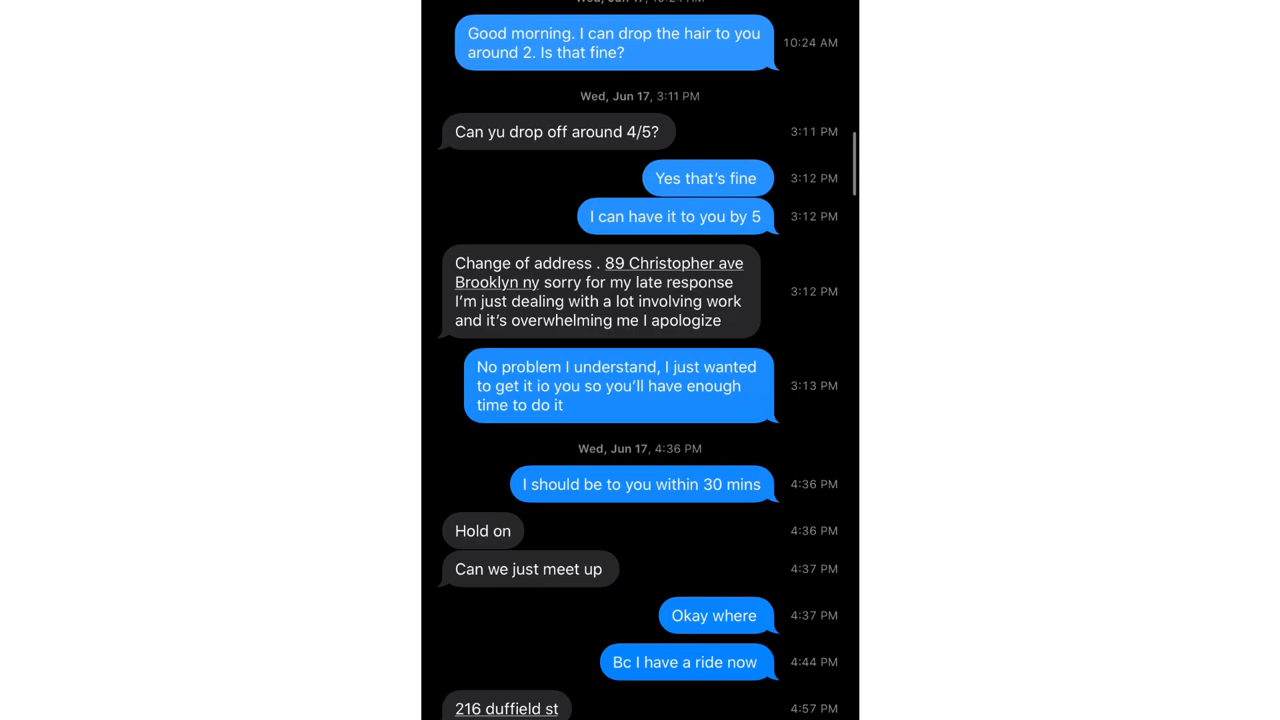 Wed, Jun 17, 10:24 AM
Good morning. I can drop the hair to you
around 2. Is that fine?
10:24 AM
Wed, Jun 17, 3:11 PM
Can yu drop off around 4/5?
3:11 PM
Yes that's fine
3:12 PM
I can have it to you by 5
3:12 PM
Change of address . 89 Christopher ave
Brooklyn ny sorry for my late response
I'm just dealing with a lot involving work
and it's overwhelming me I apologize
3:12 PM
No problem I understand, I just wanted
to get it io you so you'll have enough
time to do it
3:13 PM
Wed, Jun 17, 4:36 PM
I should be to you within 30 mins
4:36 PM
Hold on
4:36 PM
Can we just meet up
4:37 PM
Okay where
4:37 PM
Bc I have a ride now
4:44 PM
216 duffield st
4:57 PM